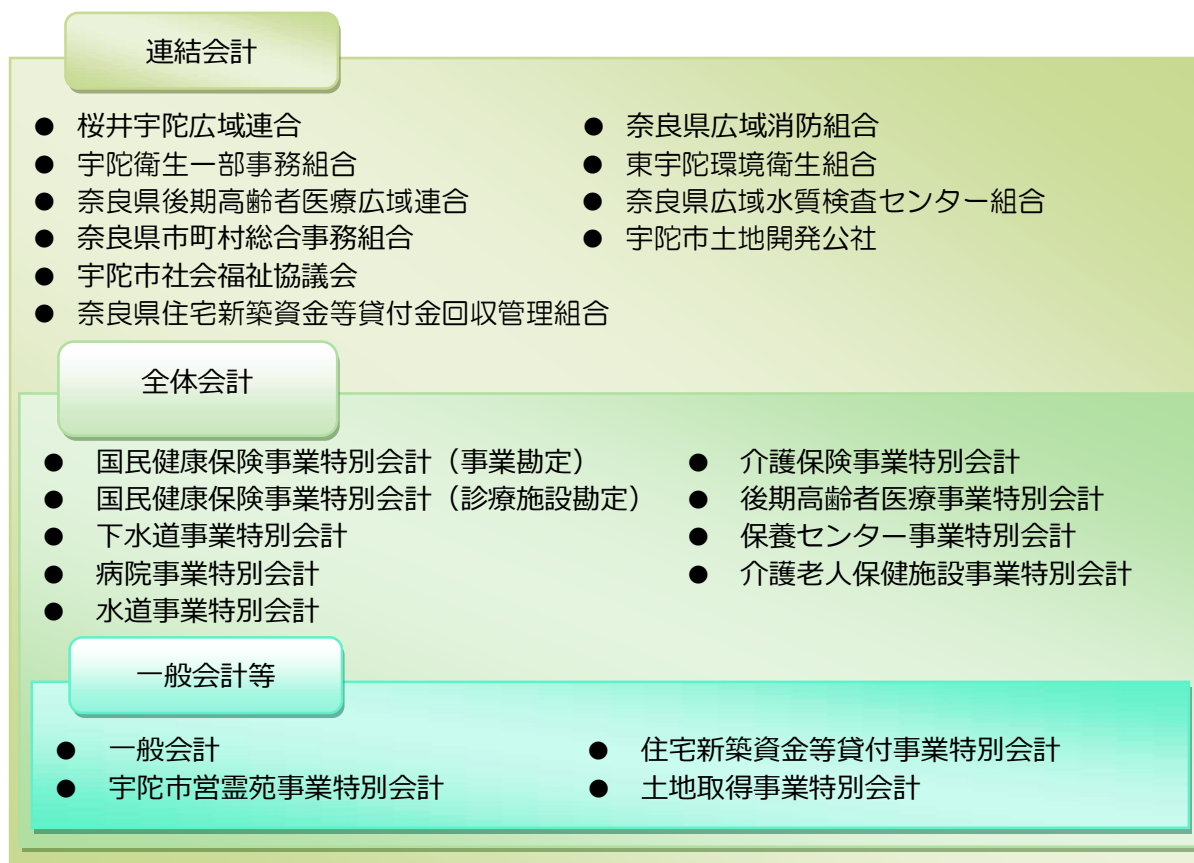 連結会計
● 桜井宇陀広域連合 ● 奈良県広域消防組合
● 宇陀衛生一部事務組合 ● 東宇陀環境衛生組合
● 奈良県後期高齢者医療広域連合 ● 奈良県広域水質検査センター組合
● 奈良県市町村総合事務組合 ● 宇陀市土地開発公社
● 宇陀市社会福祉協議会
● 奈良県住宅新築資金等貸付金回収管理組合
全体会計
● 国民健康保険事業特別会計（事業勘定） ● 介護保険事業特別会計
● 国民健康保険事業特別会計（診療施設勘定） ● 後期高齢者医療事業特別会計
● 下水道事業特別会計 ● 保養センター事業特別会計
● 病院事業特別会計 ● 介護老人保健施設事業特別会計
● 水道事業特別会計
一般会計等
● 一般会計 ● 住宅新築資金等貸付事業特別会計
● 宇陀市営霊苑事業特別会計 ● 土地取得事業特別会計